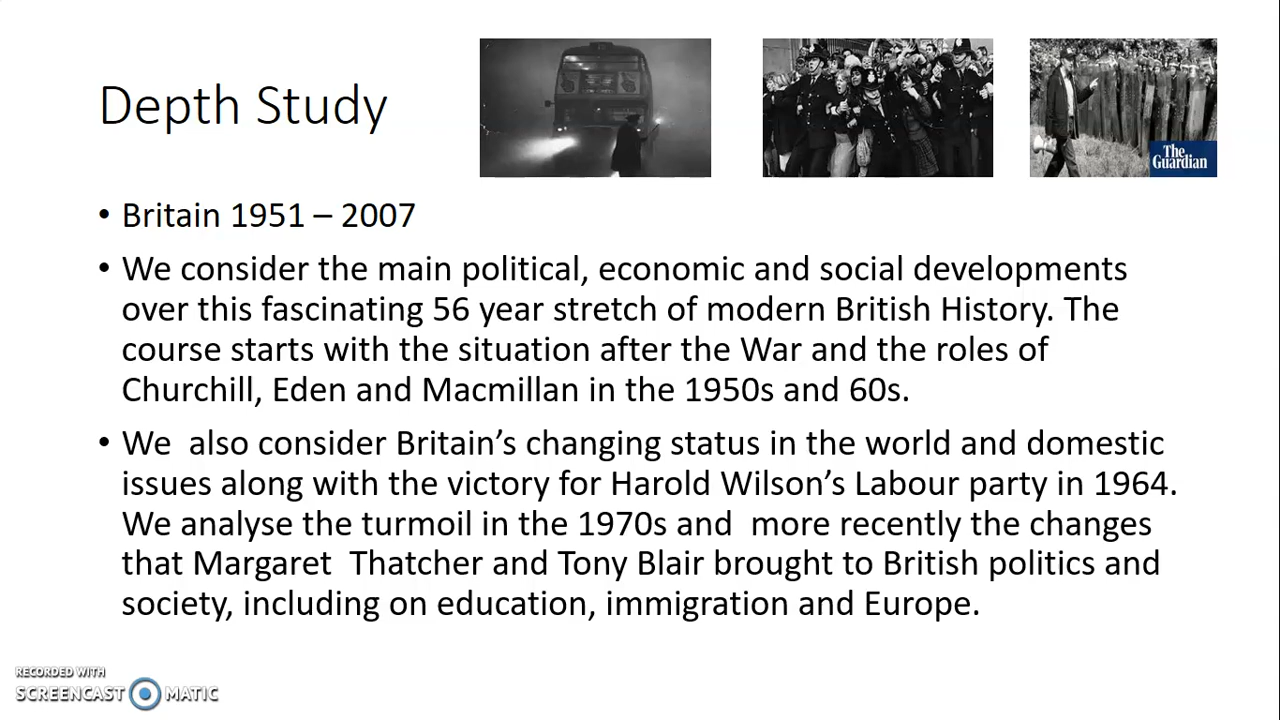 Depth Study
The
Guardian
• Britain 1951 – 2007
• We consider the main political, economic and social developments
over this fascinating 56 year stretch of modern British History. The
course starts with the situation after the War and the roles of
Churchill, Eden and Macmillan in the 1950s and 60s.
• We  also consider Britain’s changing status in the world and domestic
issues along with the victory for Harold Wilson’s Labour party in 1964.
We analyse the turmoil in the 1970s and  more recently the changes
that Margaret  Thatcher and Tony Blair brought to British politics and
society, including on education, immigration and Europe.
RECORDED WITH
SCREENCAST MATIC